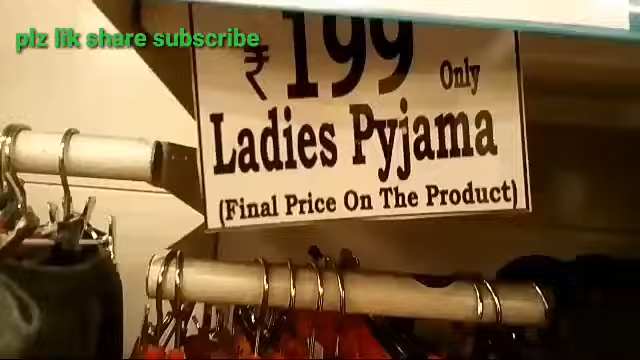 plz lik share subscribe
₹ 199 Only
Ladies Pyjama
(Final Price On The Product)